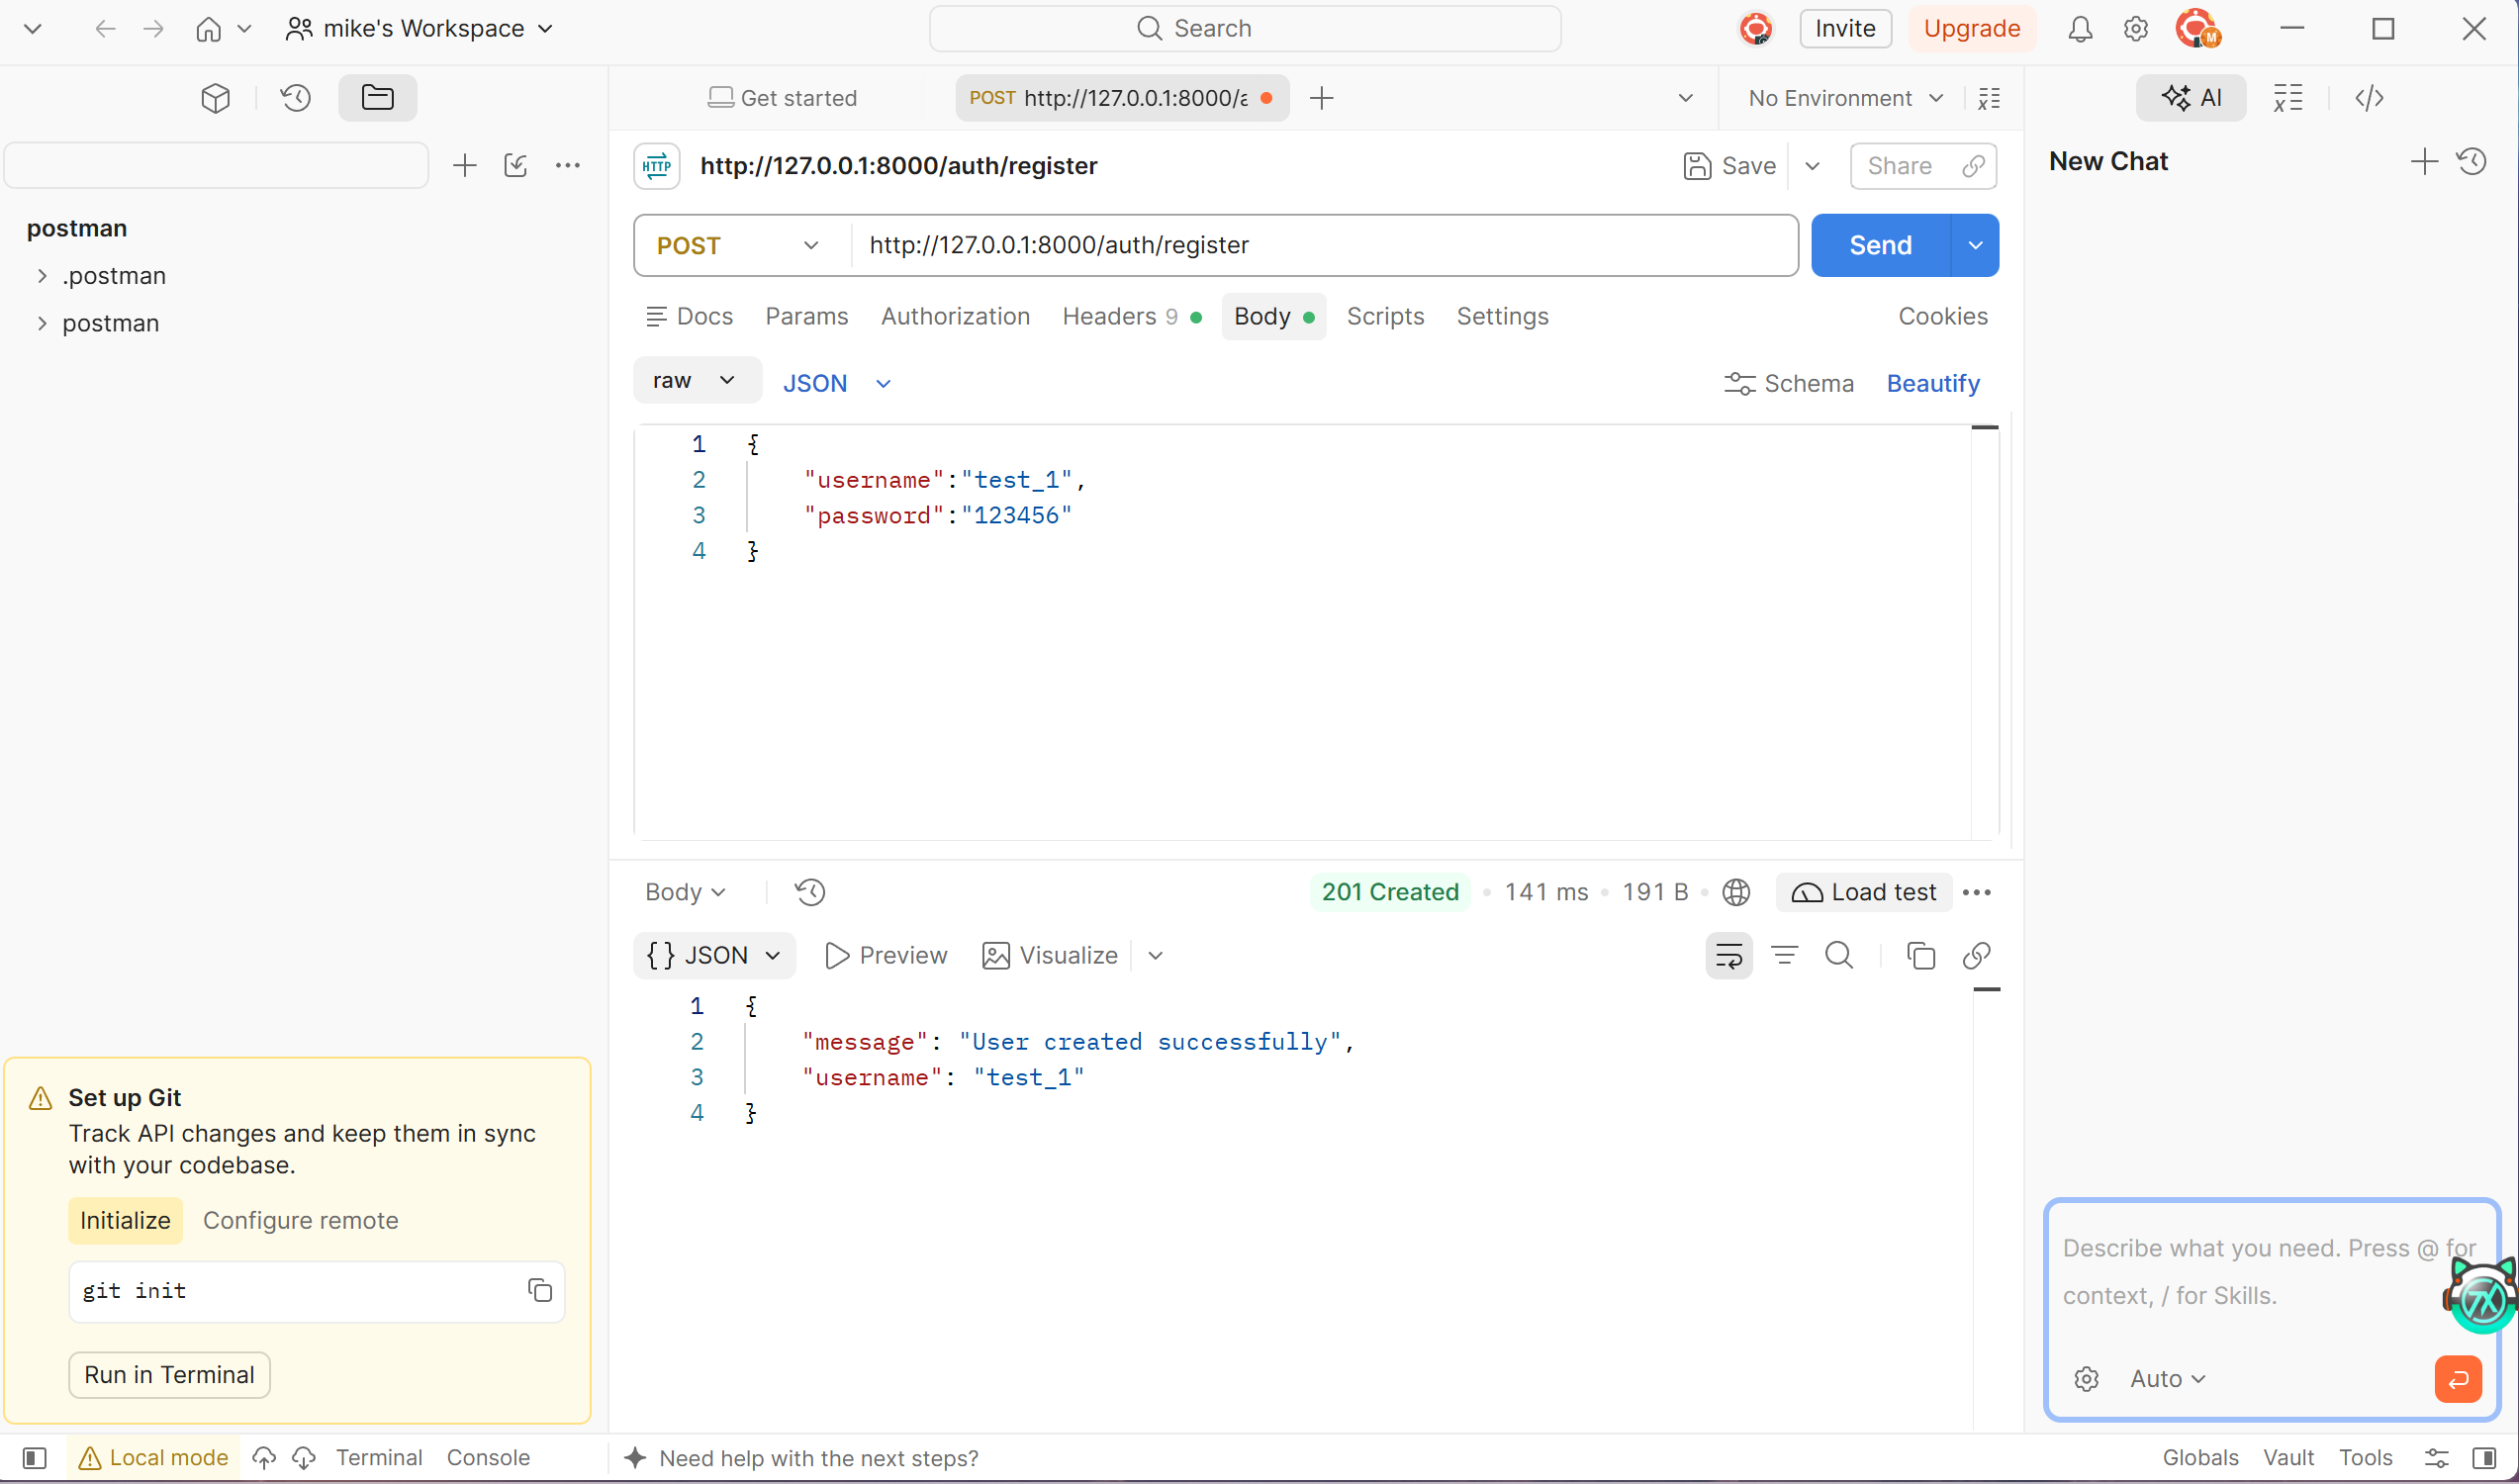 mike's Workspace
Search
Invite
Upgrade
Get started
POST http://127.0.0.1:8000/a
No Environment
AI
HTTP
http://127.0.0.1:8000/auth/register
Save
Share
New Chat
postman
.postman
postman
POST
http://127.0.0.1:8000/auth/register
Send
Docs
Params
Authorization
Headers 9
Body
Scripts
Settings
Cookies
raw
JSON
Schema
Beautify
1 {
2 "username":"test_1",
3 "password":"123456"
4 }
Body
201 Created
141 ms
191 B
Load test
{ } JSON
Preview
Visualize
1 {
2 "message": "User created successfully",
3 "username": "test_1"
4 }
Set up Git
Track API changes and keep them in sync
with your codebase.
Initialize
Configure remote
git init
Run in Terminal
Describe what you need. Press @ for
context, / for Skills.
Auto
Local mode
Terminal
Console
Need help with the next steps?
Globals
Vault
Tools